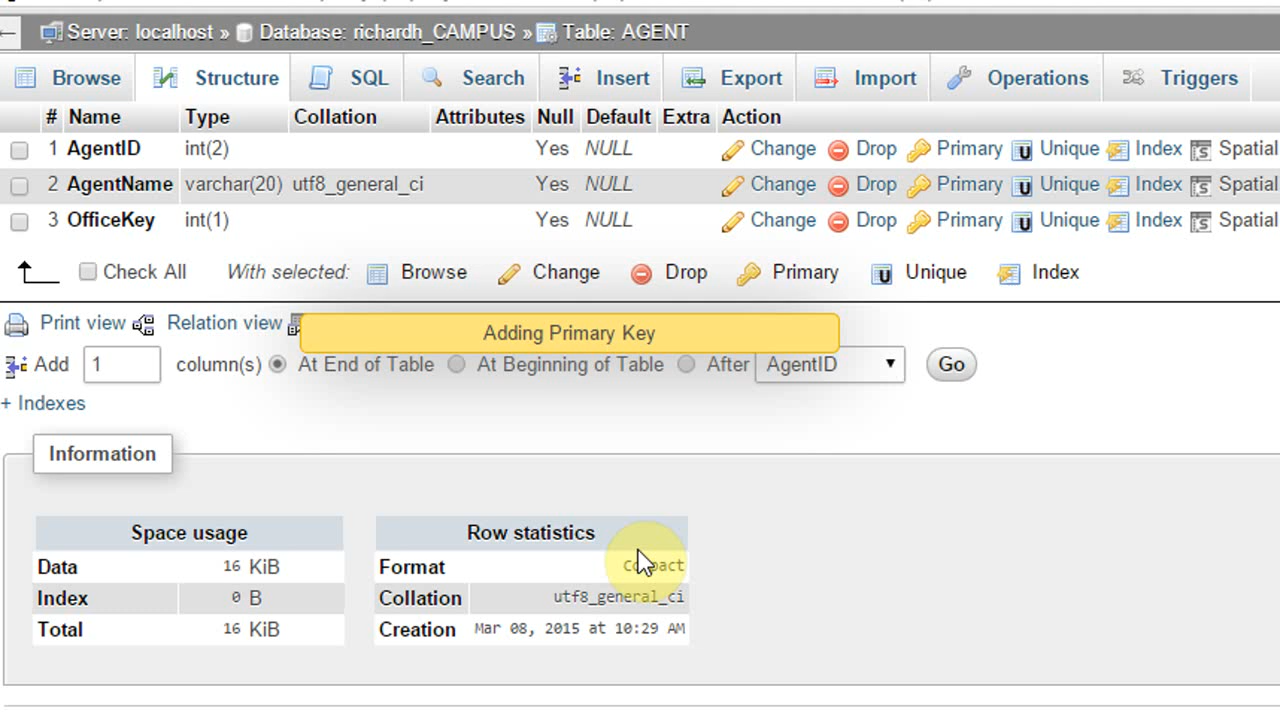 Server: localhost » Database: richardh_CAMPUS » Table: AGENT
Browse Structure SQL Search Insert Export Import Operations Triggers
# Name Type Collation Attributes Null Default Extra Action
1 AgentID int(2) Yes NULL Change Drop Primary Unique Index Spatial
2 AgentName varchar(20) utf8_general_ci Yes NULL Change Drop Primary Unique Index Spatial
3 OfficeKey int(1) Yes NULL Change Drop Primary Unique Index Spatial
Check All With selected: Browse Change Drop Primary Unique Index
Print view Relation view
Adding Primary Key
Add 1 column(s) At End of Table At Beginning of Table After AgentID Go
+ Indexes
Information
Space usage Row statistics
Data 16 KiB Format Compact
Index 0 B Collation utf8_general_ci
Total 16 KiB Creation Mar 08, 2015 at 10:29 AM